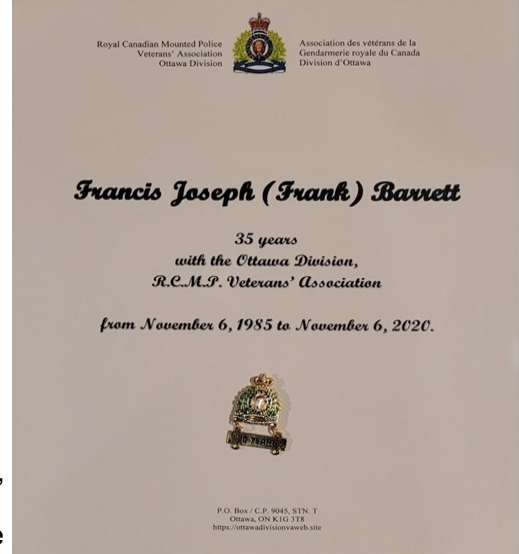 Royal Canadian Mounted Police
Veterans' Association
Ottawa Division
Association des vétérans de la
Gendarmerie royale du Canada
Division d'Ottawa
Francis Joseph (Frank) Barrett
35 years
with the Ottawa Division,
R.C.M.P. Veterans' Association
from November 6, 1985 to November 6, 2020.
YEARS
P.O. Box / C.P. 9045, STN. T
Ottawa, ON K1G 3T8
https://ottawadivisionvaweb.site
,
e